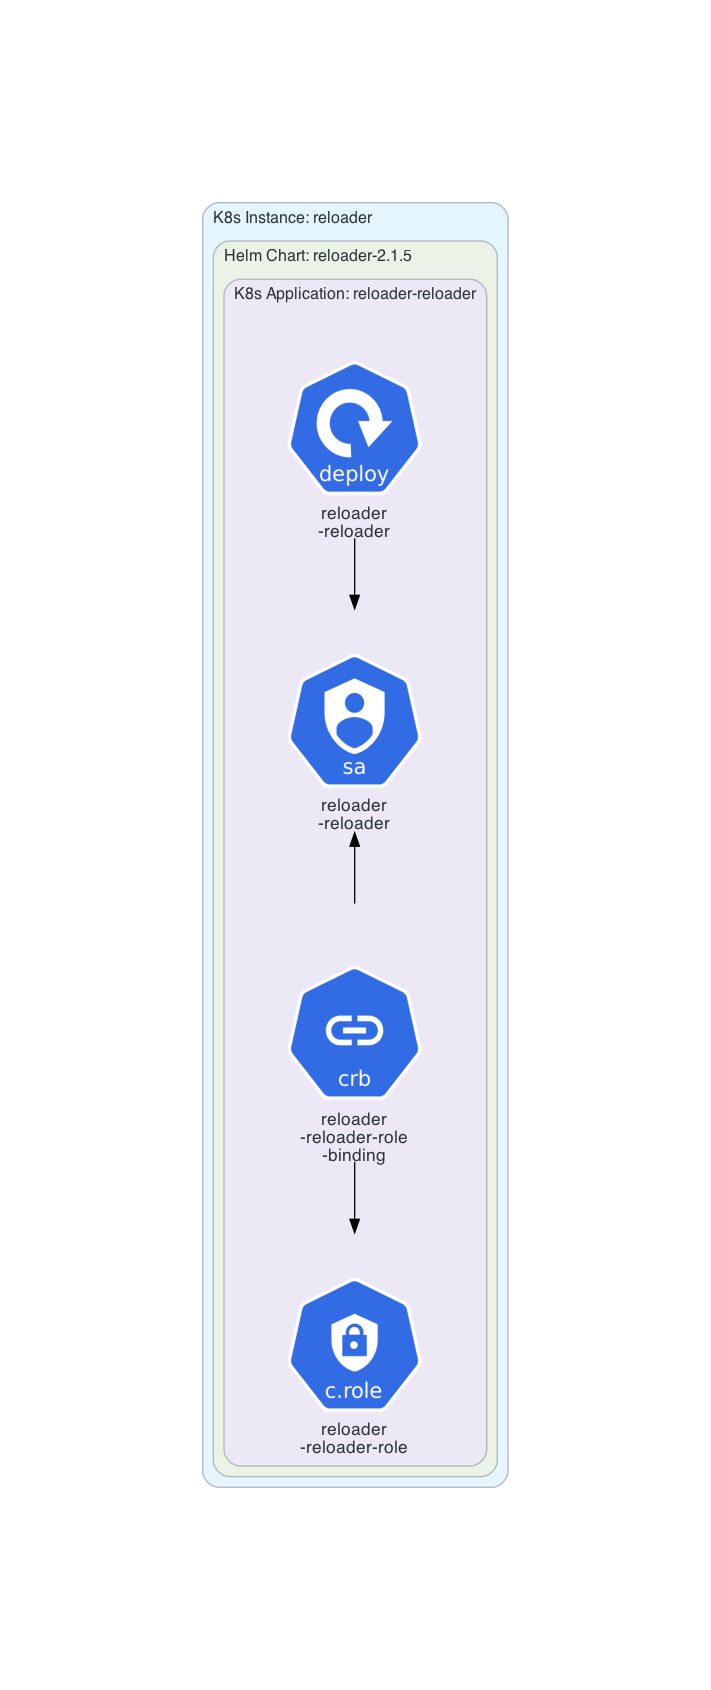 K8s Instance: reloader
Helm Chart: reloader-2.1.5
K8s Application: reloader-reloader
deploy
reloader
-reloader
sa
reloader
-reloader
crb
reloader
-reloader-role
-binding
c.role
reloader
-reloader-role